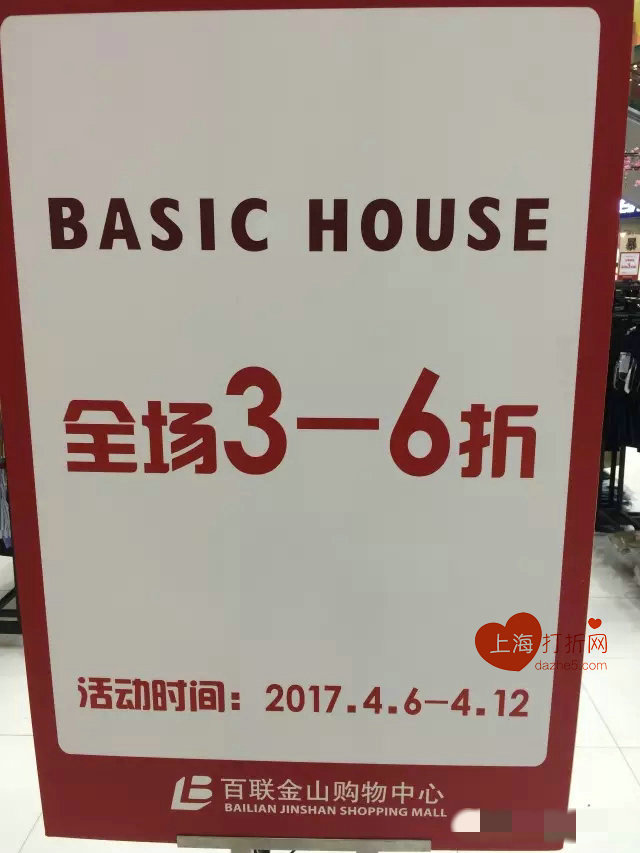 BASIC HOUSE
全场3—6折
上海打折网
dazhe5.com
活动时间：2017.4.6—4.12
百联金山购物中心
BAILIAN JINSHAN SHOPPING MALL